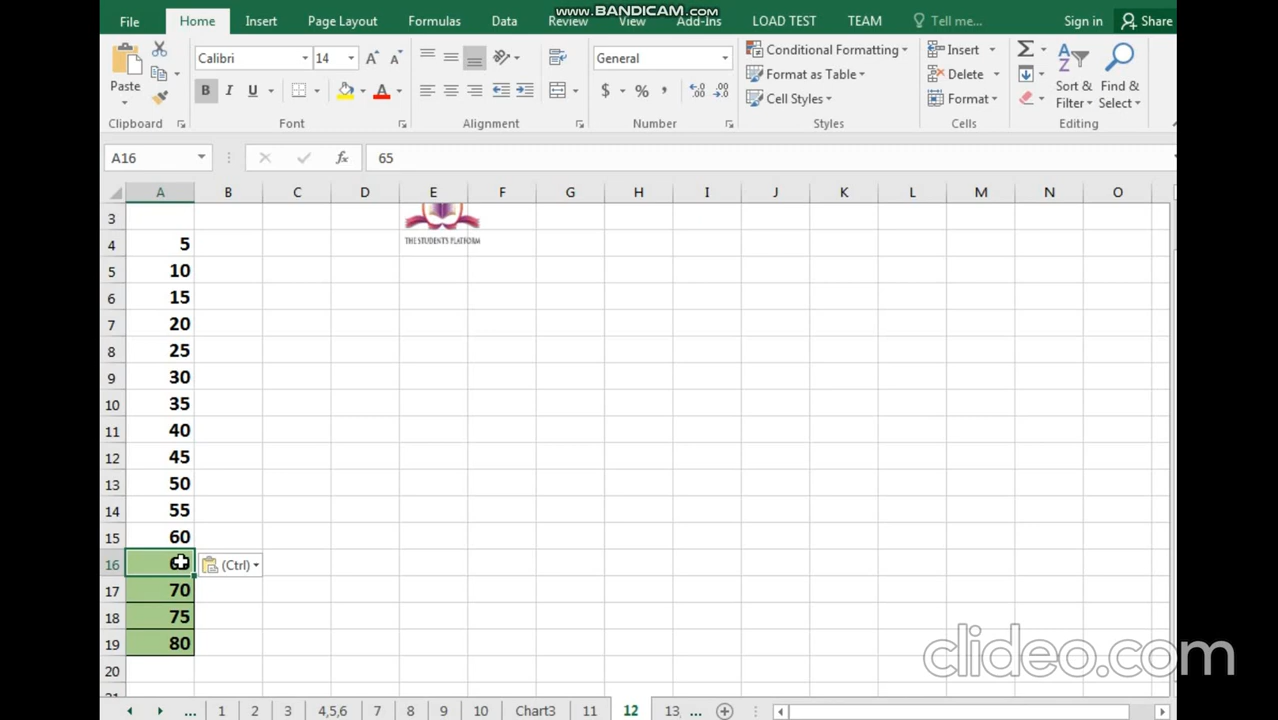 www.BANDICAM.com
File Home Insert Page Layout Formulas Data Review View Add-Ins LOAD TEST TEAM Tell me... Sign in Share
Calibri 14 General Conditional Formatting Insert
Format as Table Delete
Paste B I U $ % , Cell Styles Format Sort & Find &
Filter Select
Clipboard Font Alignment Number Styles Cells Editing
A16 fx 65
A B C D E F G H I J K L M N O
3
THE STUDENT'S PLATFORM
4 5
5 10
6 15
7 20
8 25
9 30
10 35
11 40
12 45
13 50
14 55
15 60
16 (Ctrl)
17 70
18 75
19 80
20
clideo.com
... 1 2 3 4,5,6 7 8 9 10 Chart3 11 12 13, ...